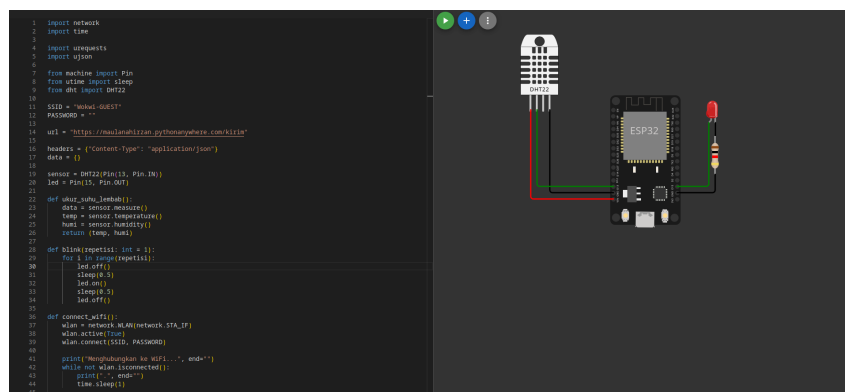 1 import network
2 import time
3
4 import urequests
5 import ujson
6
7 from machine import Pin
8 from utime import sleep
9 from dht import DHT22
10
11 SSID = "Wokwi-GUEST"
12 PASSWORD = ""
13
14 url = "https://maulanahirzan.pythonanywhere.com/kirim"
15
16 headers = {"Content-Type": "application/json"}
17 data = {}
18
19 sensor = DHT22(Pin(13, Pin.IN))
20 led = Pin(15, Pin.OUT)
21
22 def ukur_suhu_lembab():
23 data = sensor.measure()
24 temp = sensor.temperature()
25 humi = sensor.humidity()
26 return (temp, humi)
27
28 def blink(repetisi: int = 1):
29 for i in range(repetisi):
30 led.off()
31 sleep(0.5)
32 led.on()
33 sleep(0.5)
34 led.off()
35
36 def connect_wifi():
37 wlan = network.WLAN(network.STA_IF)
38 wlan.active(True)
39 wlan.connect(SSID, PASSWORD)
40
41 print("Menghubungkan ke WiFi...", end="")
42 while not wlan.isconnected():
43 print(".", end="")
44 time.sleep(1)
DHT22
ESP32